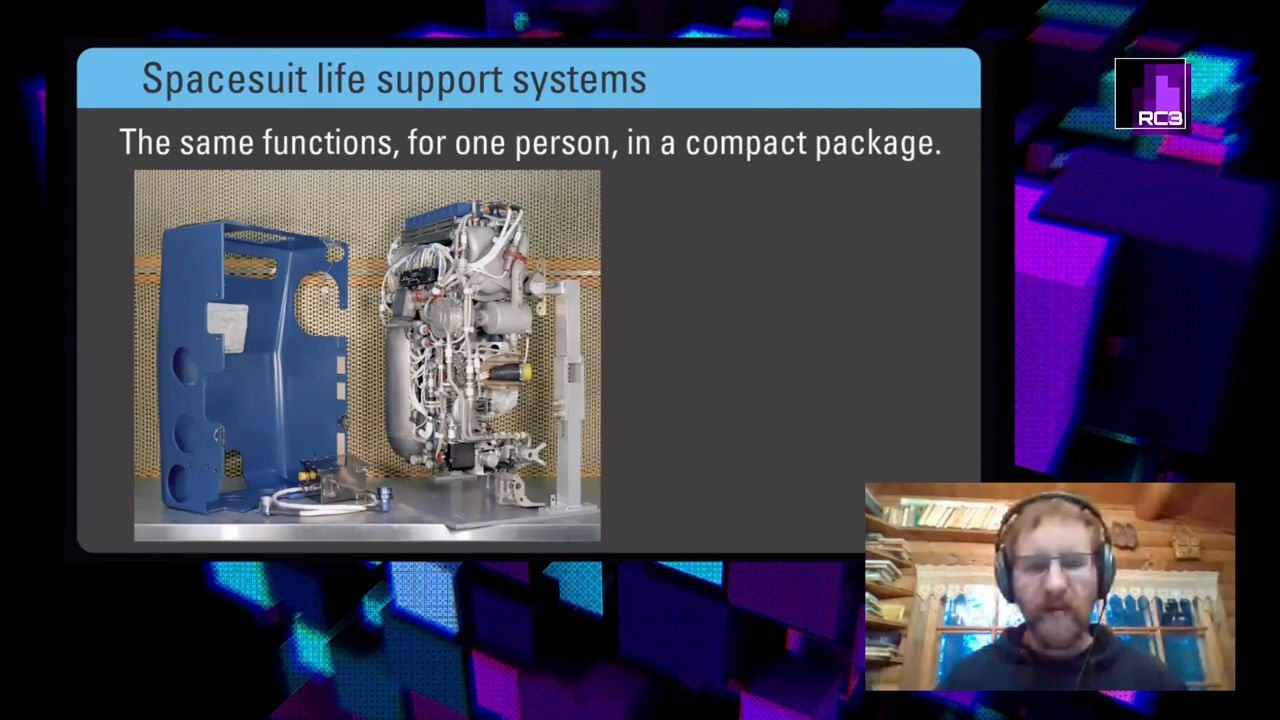 Spacesuit life support systems
RC3
The same functions, for one person, in a compact package.